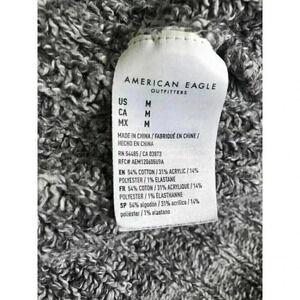 AMERICAN EAGLE
OUTFITTERS
US M
CA M
MX M
MADE IN CHINA / FABRIQUÉ EN CHINE /
HECHO EN CHINA
RN 54485 / CA 03973
EN 54% COTTON / 31% ACRYLIC / 14%
POLYESTER / 1% ELASTANE
FR 54% COTON / 31% ACRYLIQUE / 14%
POLYESTER / 1% ÉLASTHANNE
SP 54% algodón / 31% acrílico / 14%
poliéster / 1% elastano